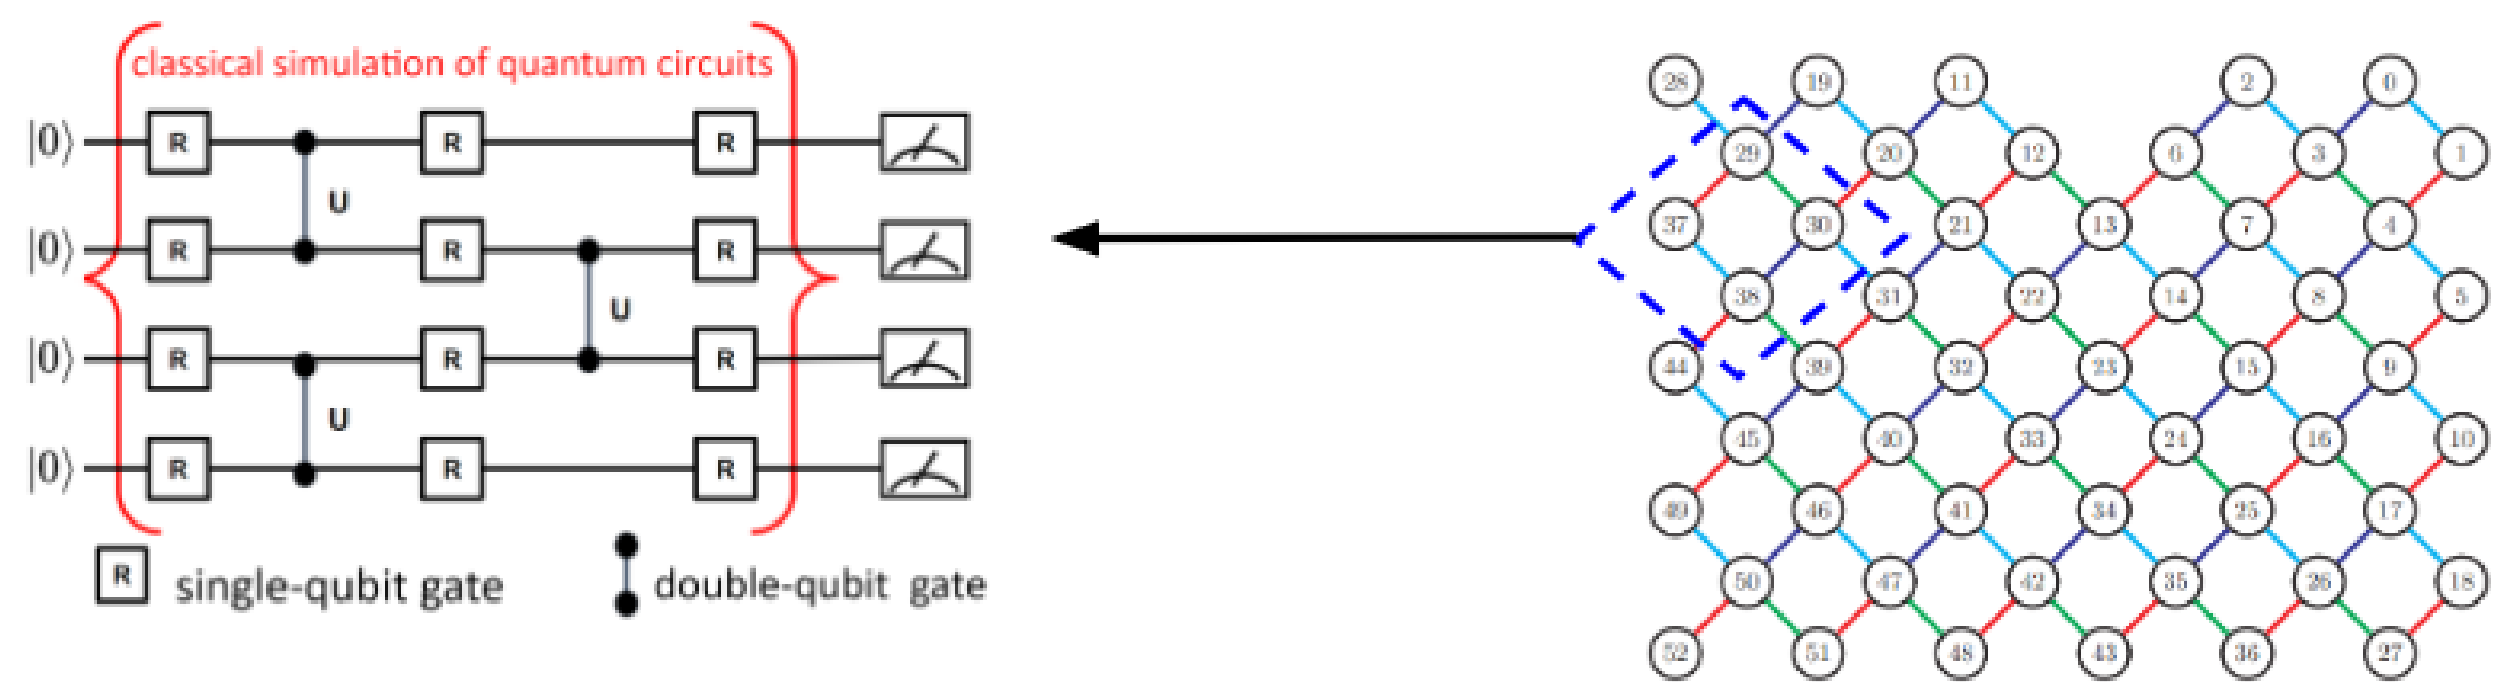 classical simulation of quantum circuits
|0⟩ R R R
U
|0⟩ R R R
U
|0⟩ R R R
U
|0⟩ R R R
R single-qubit gate double-qubit gate
28 19 11 2 0
29 20 12 6 3 1
37 30 21 13 7 4
38 31 22 14 8 5
44 39 32 23 15 9
45 40 33 24 16 10
49 46 41 34 25 17
50 47 42 35 26 18
52 51 48 43 36 27